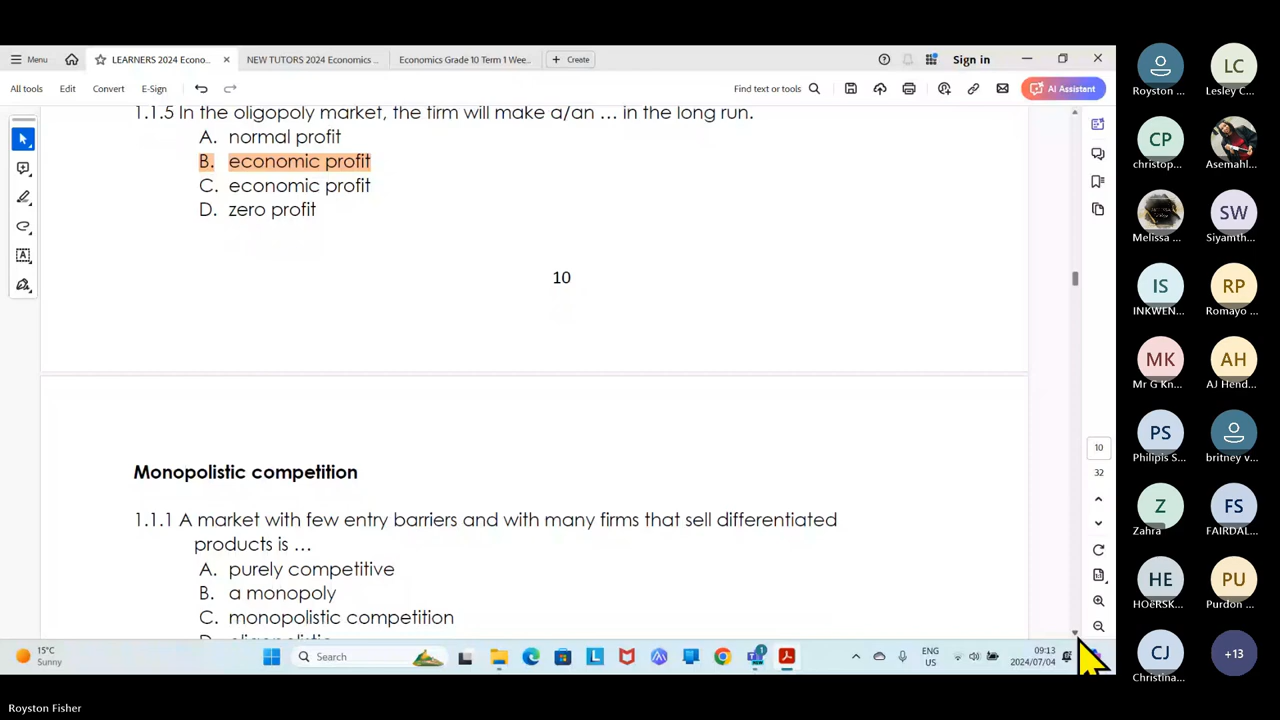 Menu
LEARNERS 2024 Econo...
NEW TUTORS 2024 Economics ...
Economics Grade 10 Term 1 Wee...
+ Create
Sign in
All tools
Edit
Convert
E-Sign
Find text or tools
AI Assistant
1.1.5 In the oligopoly market, the firm will make a/an … in the long run.
A. normal profit
B. economic profit
C. economic profit
D. zero profit
10
Monopolistic competition
1.1.1 A market with few entry barriers and with many firms that sell differentiated
products is …
A. purely competitive
B. a monopoly
C. monopolistic competition
D. oligopolistic
10
32
15°C
Sunny
Search
ENG
US
09:13
2024/07/04
Royston ...
LC
Lesley C...
CP
christop...
Asemahl...
Melissa ...
SW
Siyamth...
IS
INKWEN...
RP
Romayo ...
MK
Mr G Kn...
AH
AJ Hend...
PS
Philipis S...
britney v...
Z
Zahra
FS
FAIRDAL...
HE
HOëRSK...
PU
Purdon ...
CJ
Christina...
+13
Royston Fisher